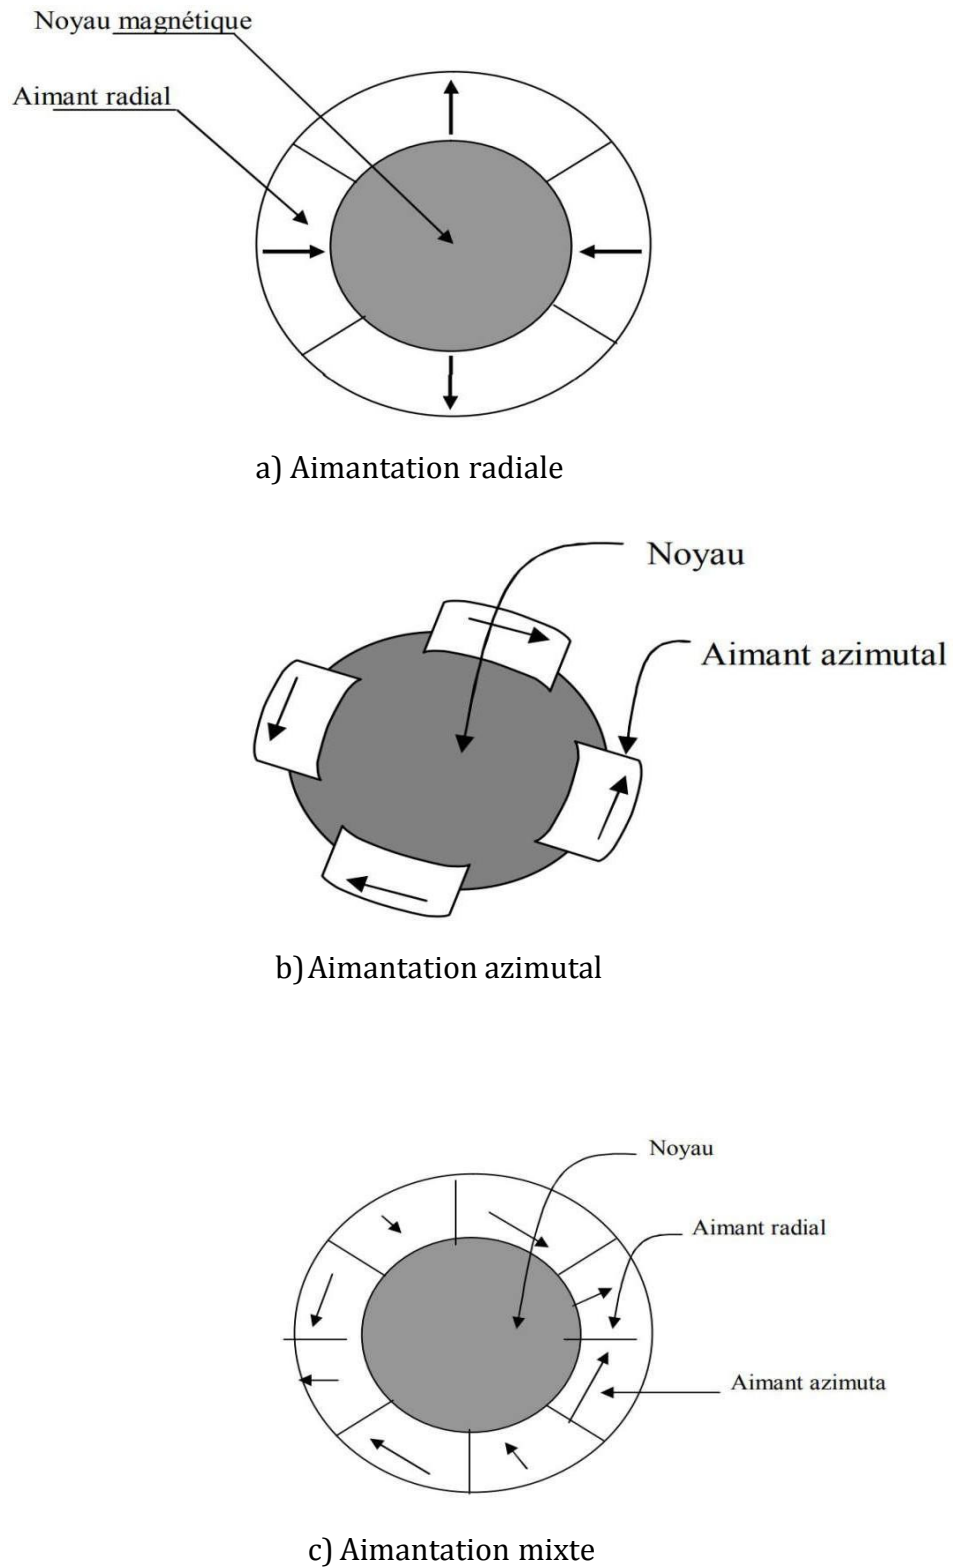 Noyau magnétique
Aimant radial
a) Aimantation radiale
Noyau
Aimant azimutal
b) Aimantation azimutal
Noyau
Aimant radial
Aimant azimuta
c) Aimantation mixte